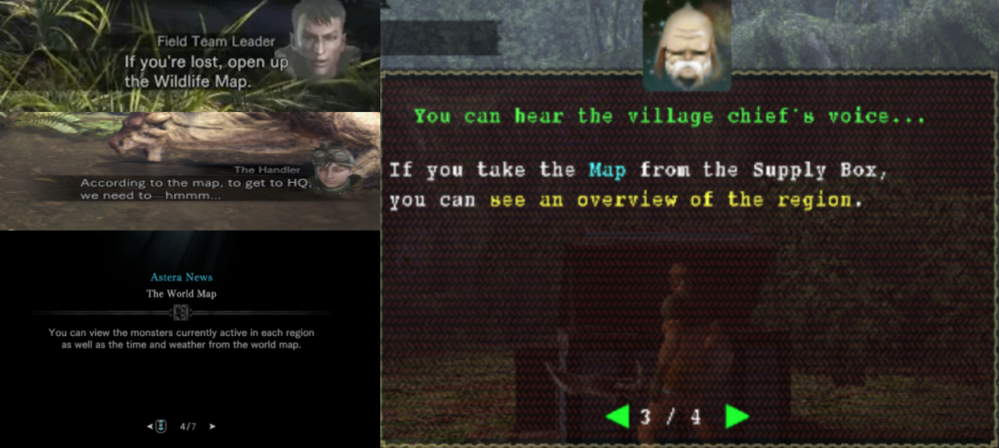 Field Team Leader
If you're lost, open up
the Wildlife Map.
The Handler
According to the map, to get to HQ,
we need to—hmmm...
Astera News
The World Map
You can view the monsters currently active in each region
as well as the time and weather from the world map.
4/7
You can hear the village chief's voice...
If you take the Map from the Supply Box,
you can see an overview of the region.
3 / 4